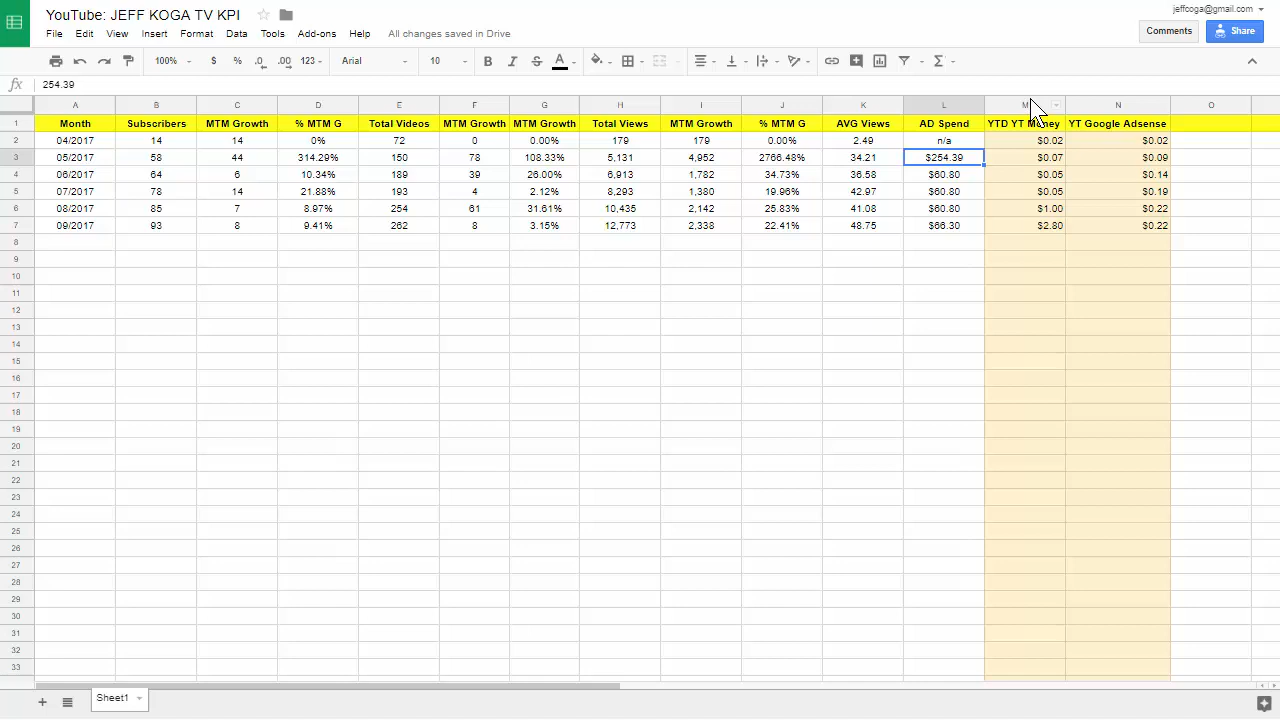 YouTube: JEFF KOGA TV KPI
jeffcoga@gmail.com
File Edit View Insert Format Data Tools Add-ons Help All changes saved in Drive
Comments Share
100% $ % .0 .00 123 Arial 10 B I S A Σ
fx 254.39
A B C D E F G H I J K L M N O
1 Month Subscribers MTM Growth % MTM G Total Videos MTM Growth MTM Growth Total Views MTM Growth % MTM G AVG Views AD Spend YTD YT Money YT Google Adsense
2 04/2017 14 14 0% 72 0 0.00% 179 179 0.00% 2.49 n/a $0.02 $0.02
3 05/2017 58 44 314.29% 150 78 108.33% 5,131 4,952 2766.48% 34.21 $254.39 $0.07 $0.09
4 06/2017 64 6 10.34% 189 39 26.00% 6,913 1,782 34.73% 36.58 $60.80 $0.05 $0.14
5 07/2017 78 14 21.88% 193 4 2.12% 8,293 1,380 19.96% 42.97 $60.80 $0.05 $0.19
6 08/2017 85 7 8.97% 254 61 31.61% 10,435 2,142 25.83% 41.08 $60.80 $1.00 $0.22
7 09/2017 93 8 9.41% 262 8 3.15% 12,773 2,338 22.41% 48.75 $66.30 $2.80 $0.22
8
9
10
11
12
13
14
15
16
17
18
19
20
21
22
23
24
25
26
27
28
29
30
31
32
33
Sheet1